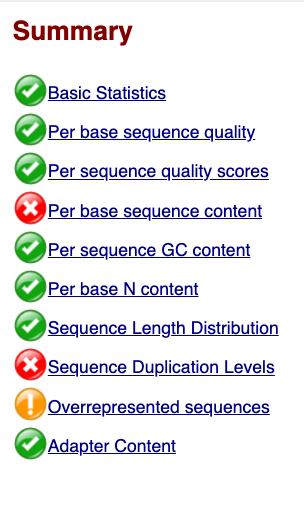 Summary
Basic Statistics
Per base sequence quality
Per sequence quality scores
Per base sequence content
Per sequence GC content
Per base N content
Sequence Length Distribution
Sequence Duplication Levels
Overrepresented sequences
Adapter Content